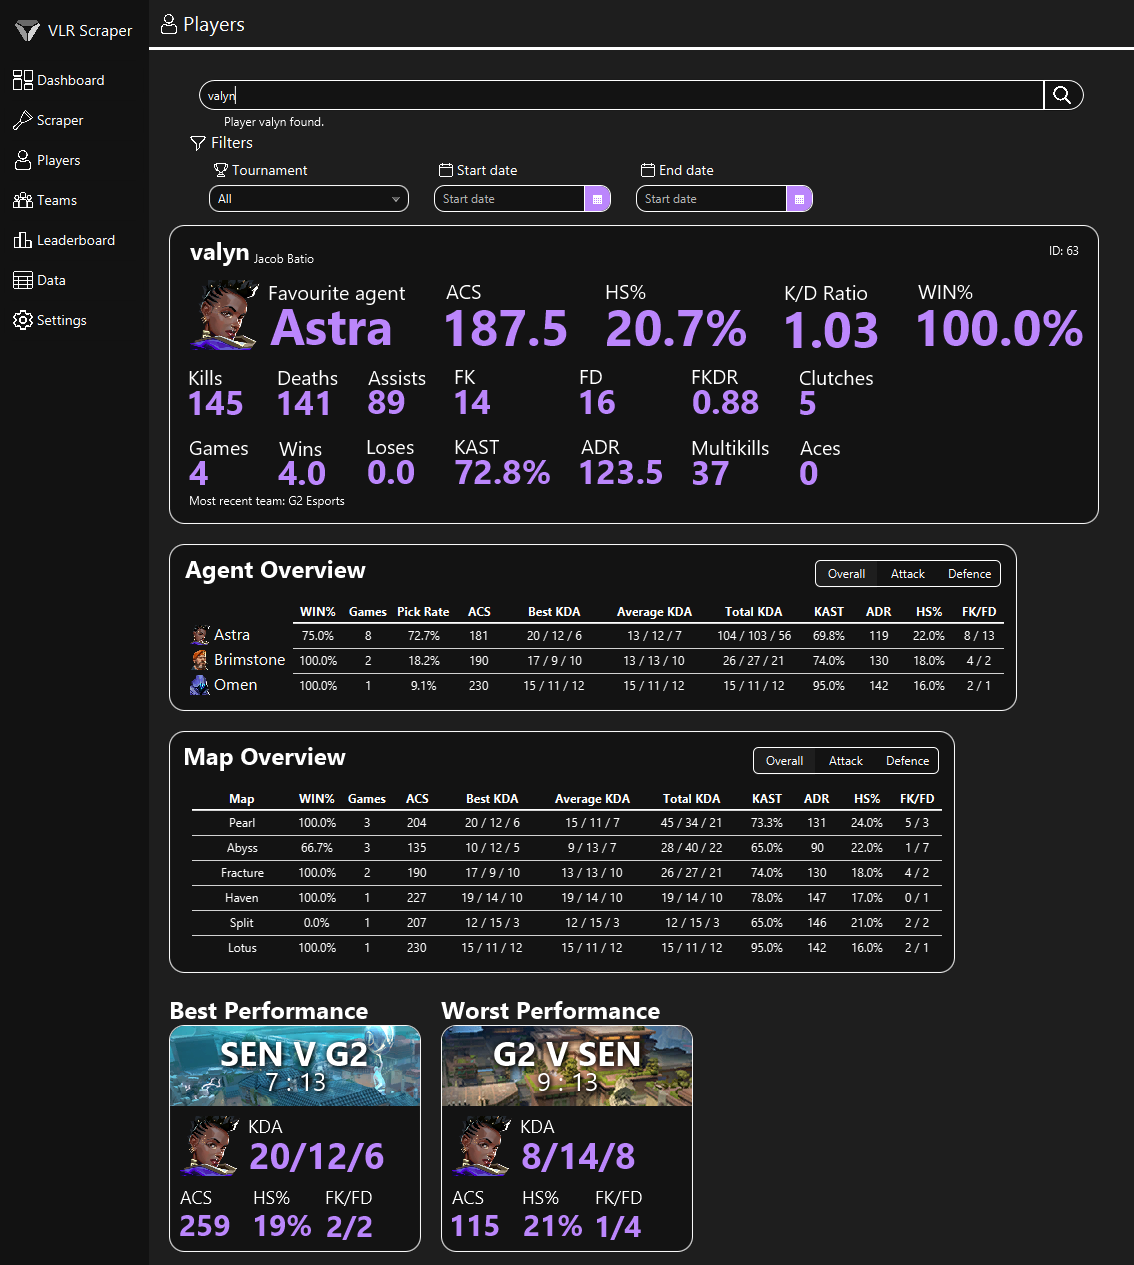 VLR Scraper
Players
Dashboard
Scraper
Players
Teams
Leaderboard
Data
Settings
valyn
Player valyn found.
Filters
Tournament Start date End date
All Start date Start date
valyn Jacob Batio ID: 63
Favourite agent ACS HS% K/D Ratio WIN%
Astra 187.5 20.7% 1.03 100.0%
Kills Deaths Assists FK FD FKDR Clutches
145 141 89 14 16 0.88 5
Games Wins Loses KAST ADR Multikills Aces
4 4.0 0.0 72.8% 123.5 37 0
Most recent team: G2 Esports
Agent Overview Overall Attack Defence
WIN% Games Pick Rate ACS Best KDA Average KDA Total KDA KAST ADR HS% FK/FD
Astra 75.0% 8 72.7% 181 20 / 12 / 6 13 / 12 / 7 104 / 103 / 56 69.8% 119 22.0% 8 / 13
Brimstone 100.0% 2 18.2% 190 17 / 9 / 10 13 / 13 / 10 26 / 27 / 21 74.0% 130 18.0% 4 / 2
Omen 100.0% 1 9.1% 230 15 / 11 / 12 15 / 11 / 12 15 / 11 / 12 95.0% 142 16.0% 2 / 1
Map Overview Overall Attack Defence
Map WIN% Games ACS Best KDA Average KDA Total KDA KAST ADR HS% FK/FD
Pearl 100.0% 3 204 20 / 12 / 6 15 / 11 / 7 45 / 34 / 21 73.3% 131 24.0% 5 / 3
Abyss 66.7% 3 135 10 / 12 / 5 9 / 13 / 7 28 / 40 / 22 65.0% 90 22.0% 1 / 7
Fracture 100.0% 2 190 17 / 9 / 10 13 / 13 / 10 26 / 27 / 21 74.0% 130 18.0% 4 / 2
Haven 100.0% 1 227 19 / 14 / 10 19 / 14 / 10 19 / 14 / 10 78.0% 147 17.0% 0 / 1
Split 0.0% 1 207 12 / 15 / 3 12 / 15 / 3 12 / 15 / 3 65.0% 146 21.0% 2 / 2
Lotus 100.0% 1 230 15 / 11 / 12 15 / 11 / 12 15 / 11 / 12 95.0% 142 16.0% 2 / 1
Best Performance
SEN V G2
7 : 13
KDA
20/12/6
ACS HS% FK/FD
259 19% 2/2
Worst Performance
G2 V SEN
9 : 13
KDA
8/14/8
ACS HS% FK/FD
115 21% 1/4